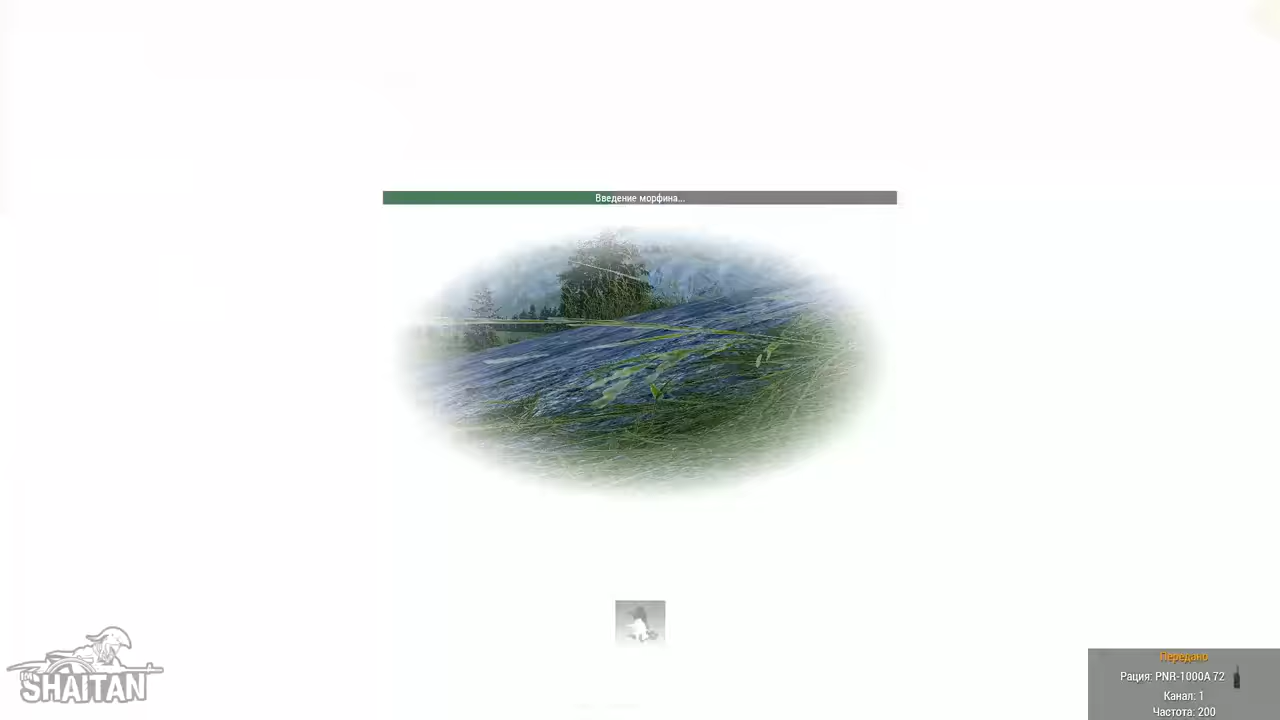 Введение морфина...
SHAITAN
Передано
Рация: PNR-1000A 72
Канал: 1
Частота: 200